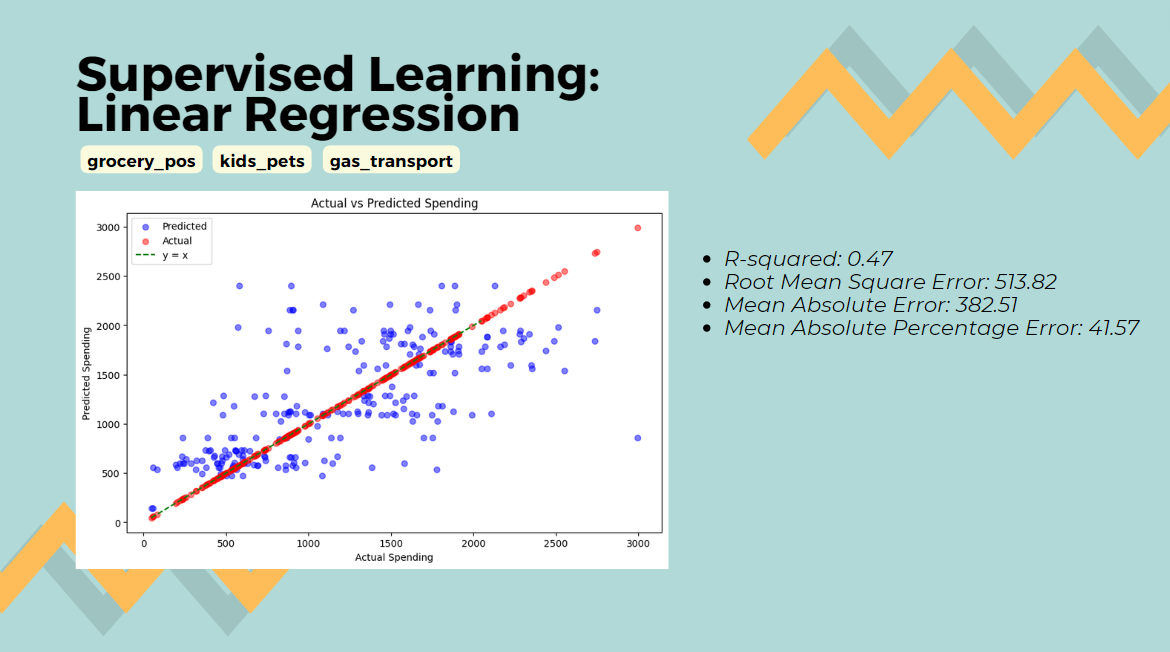 Supervised Learning:
Linear Regression
grocery_pos kids_pets gas_transport
Actual vs Predicted Spending
Predicted
Actual
y = x
Predicted Spending
3000
2500
2000
1500
1000
500
0
0 500 1000 1500 2000 2500 3000
Actual Spending
• R-squared: 0.47
• Root Mean Square Error: 513.82
• Mean Absolute Error: 382.51
• Mean Absolute Percentage Error: 41.57